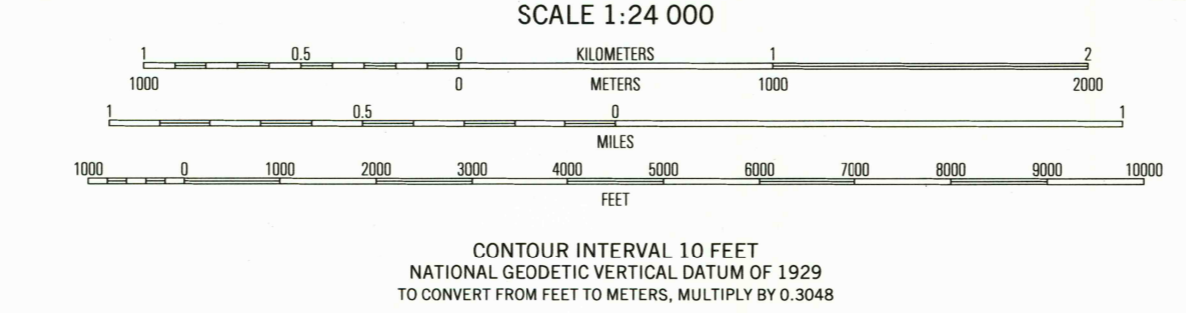 SCALE 1:24 000
1 0.5 0 KILOMETERS 1 2
1000 0 METERS 1000 2000
1 0.5 0 1
MILES
1000 0 1000 2000 3000 4000 5000 6000 7000 8000 9000 10000
FEET
CONTOUR INTERVAL 10 FEET
NATIONAL GEODETIC VERTICAL DATUM OF 1929
TO CONVERT FROM FEET TO METERS, MULTIPLY BY 0.3048